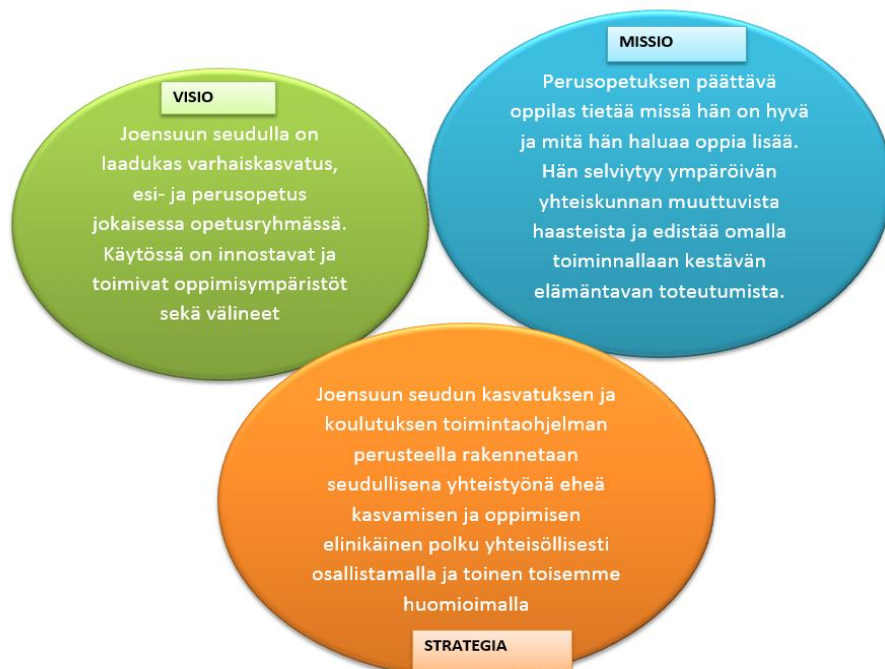 VISIO
Joensuun seudulla on
laadukas varhaiskasvatus,
esi- ja perusopetus
jokaisessa opetusryhmässä.
Käytössä on innostavat ja
toimivat oppimisympäristöt
sekä välineet
MISSIO
Perusopetuksen päättävä
oppilas tietää missä hän on hyvä
ja mitä hän haluaa oppia lisää.
Hän selviytyy ympäröivän
yhteiskunnan muuttuvista
haasteista ja edistää omalla
toiminnallaan kestävän
elämäntavan toteutumista.
Joensuun seudun kasvatuksen ja
koulutuksen toimintaohjelman
perusteella rakennetaan
seudullisena yhteistyönä eheä
kasvamisen ja oppimisen
elinikäinen polku yhteisöllisesti
osallistamalla ja toinen toisemme
huomioimalla
STRATEGIA